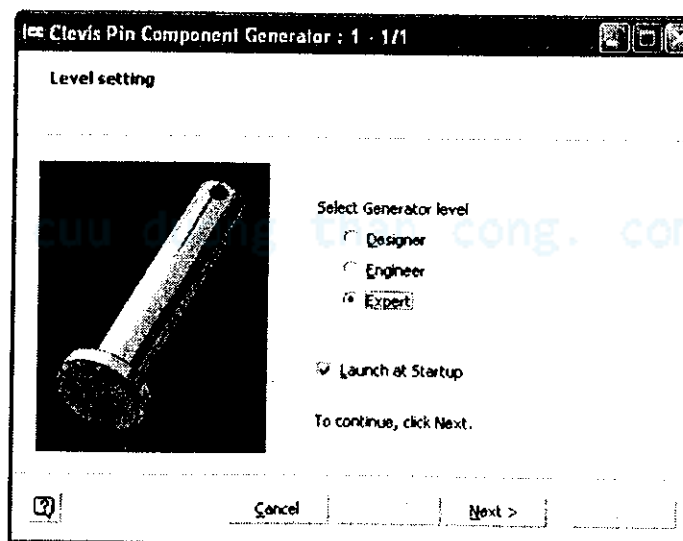 Clevis Pin Component Generator : 1 - 1/1
Level setting
Select Generator level
Designer
Engineer
Expert
Launch at Startup
To continue, click Next.
Cancel
Next >
cuu duong than cong. com